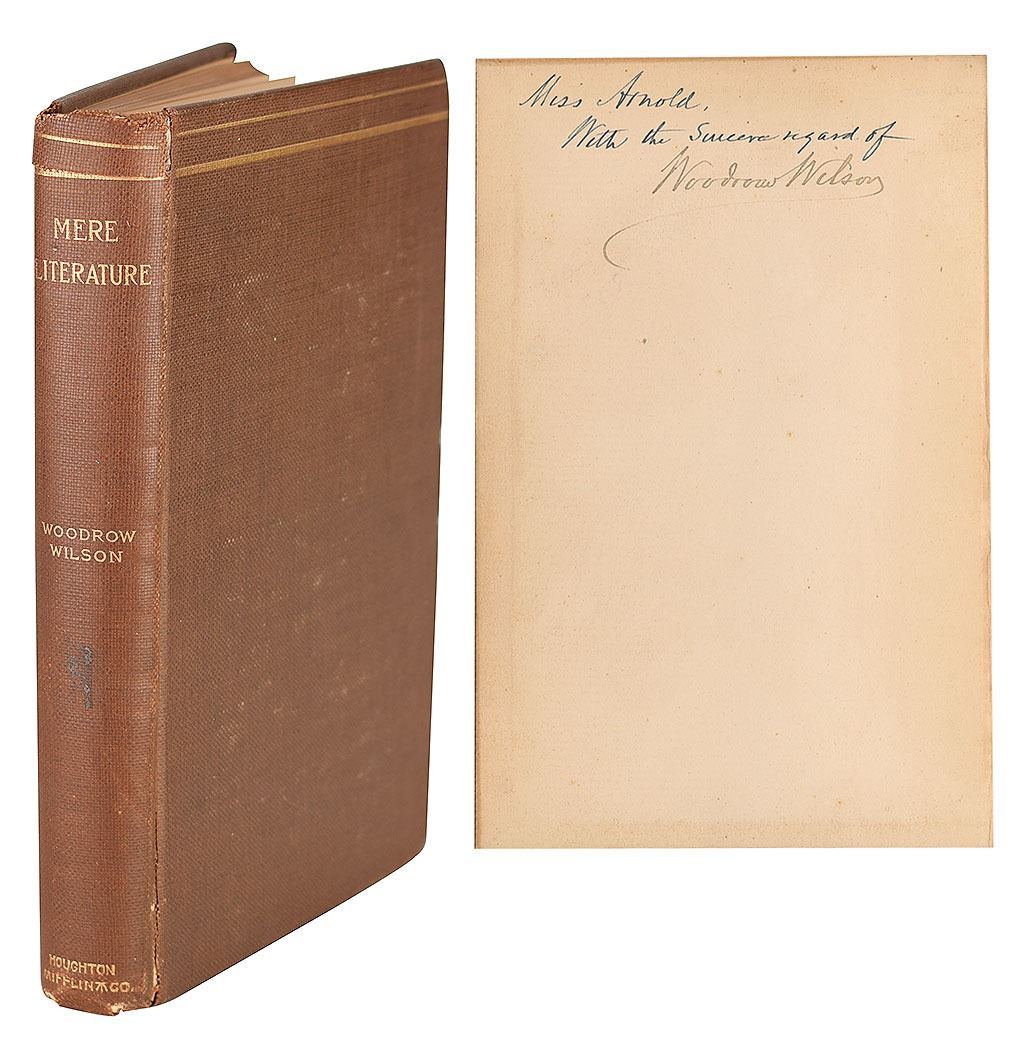 MERE
LITERATURE
WOODROW
WILSON
HOUGHTON
MIFFLIN & CO.
Miss Arnold,
With the Sincere regard of
Woodrow Wilson